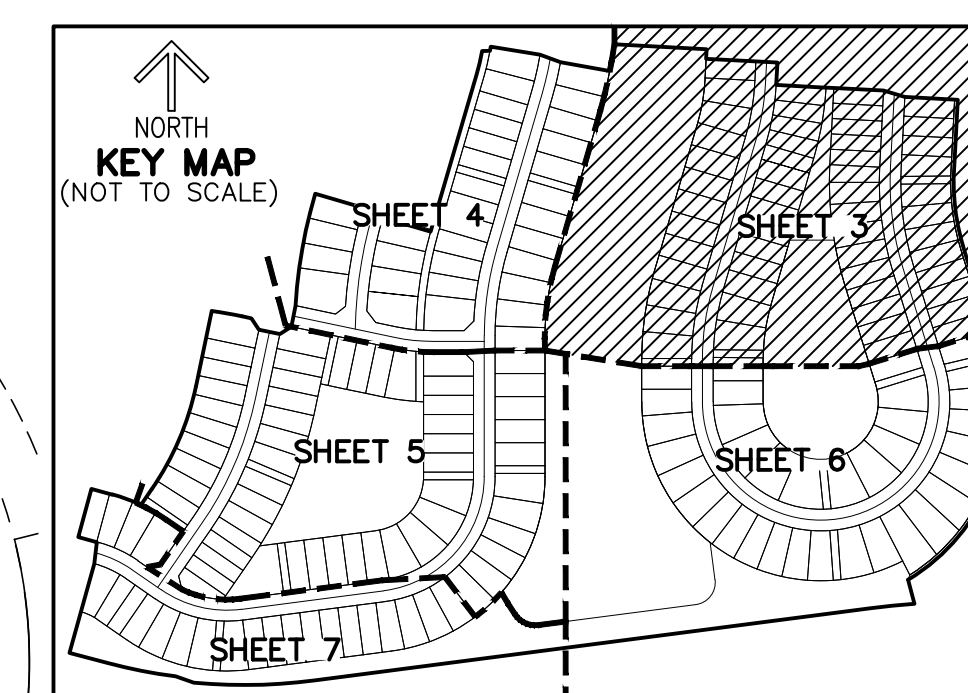 NORTH
KEY MAP
(NOT TO SCALE)
SHEET 4
SHEET 3
SHEET 5
SHEET 6
SHEET 7